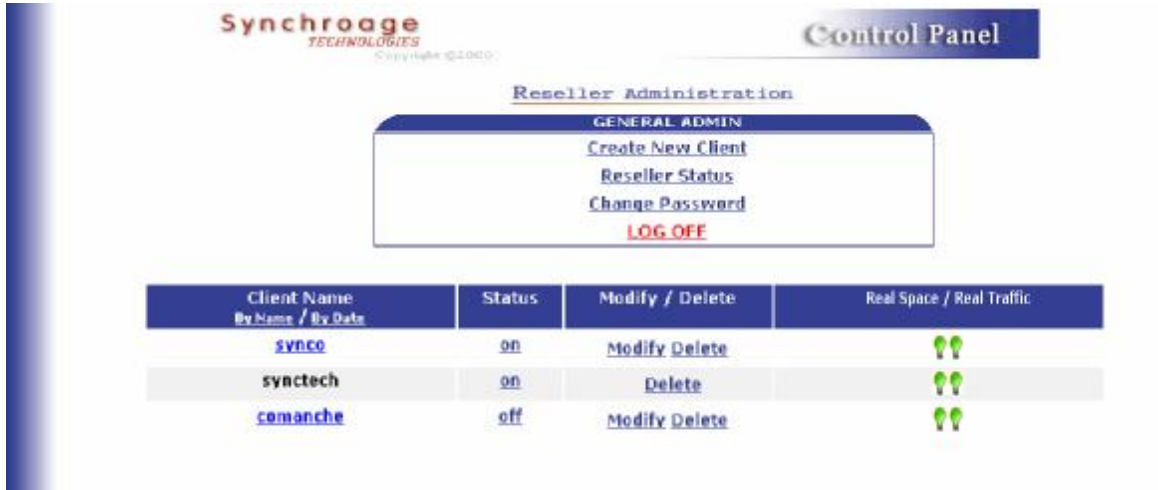 Synchroage
TECHNOLOGIES
Copyright ©2000
Control Panel
Reseller Administration
GENERAL ADMIN
Create New Client
Reseller Status
Change Password
LOG OFF
Client Name Status Modify / Delete Real Space / Real Traffic
By Name / By Date
synco on Modify Delete
synctech on Delete
comanche off Modify Delete